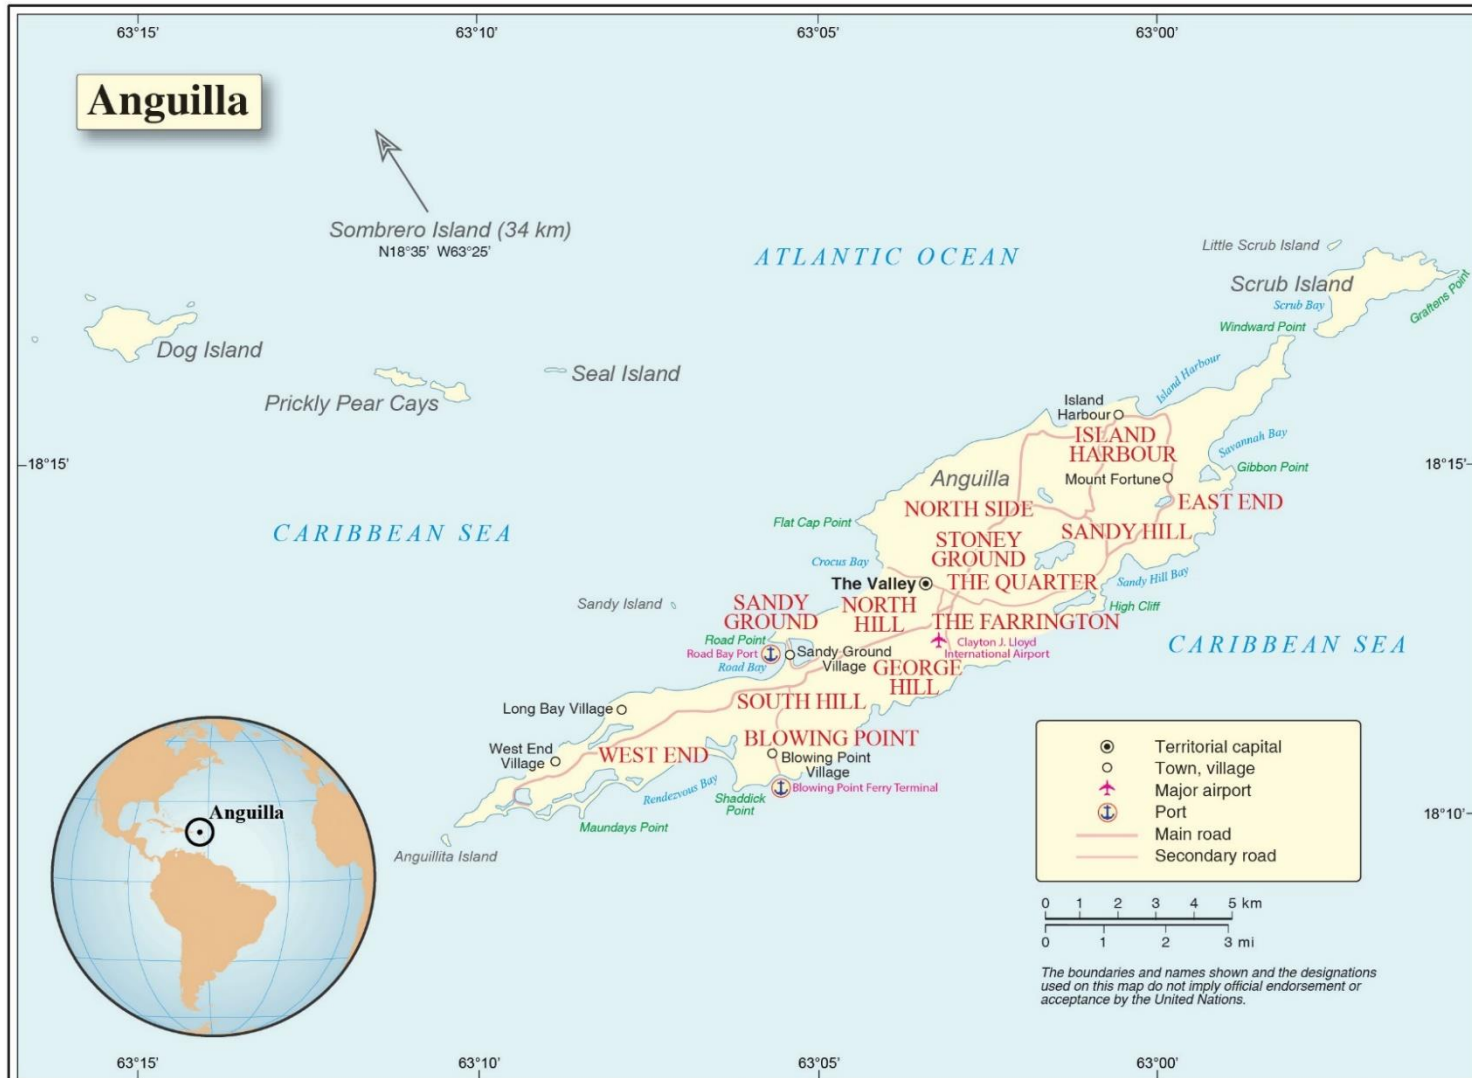 63°15'
63°10'
63°05'
63°00'
Anguilla
Sombrero Island (34 km)
N18°35' W63°25'
ATLANTIC OCEAN
Little Scrub Island
Scrub Island
Scrub Bay
Graftens Point
Windward Point
Dog Island
Seal Island
Prickly Pear Cays
Island Harbour
Island
Harbour
ISLAND
HARBOUR
Savannah Bay
18°15'
18°15'
Gibbon Point
Anguilla
Mount Fortune
EAST END
NORTH SIDE
Flat Cap Point
CARIBBEAN SEA
SANDY HILL
STONEY
GROUND
Crocus Bay
The Valley
THE QUARTER
Sandy Hill Bay
Sandy Island
SANDY
GROUND
NORTH
HILL
High Cliff
THE FARRINGTON
Road Point
Road Bay Port
Road Bay
Sandy Ground
Village
Clayton J. Lloyd
International Airport
CARIBBEAN SEA
GEORGE
HILL
SOUTH HILL
Long Bay Village
BLOWING POINT
West End
Village
WEST END
Blowing Point
Village
Blowing Point Ferry Terminal
Rendezvous Bay
Shaddick
Point
Maundays Point
Anguillita Island
18°10'
Anguilla
Territorial capital
Town, village
Major airport
Port
Main road
Secondary road
0 1 2 3 4 5 km
0 1 2 3 mi
The boundaries and names shown and the designations
used on this map do not imply official endorsement or
acceptance by the United Nations.
63°15'
63°10'
63°05'
63°00'